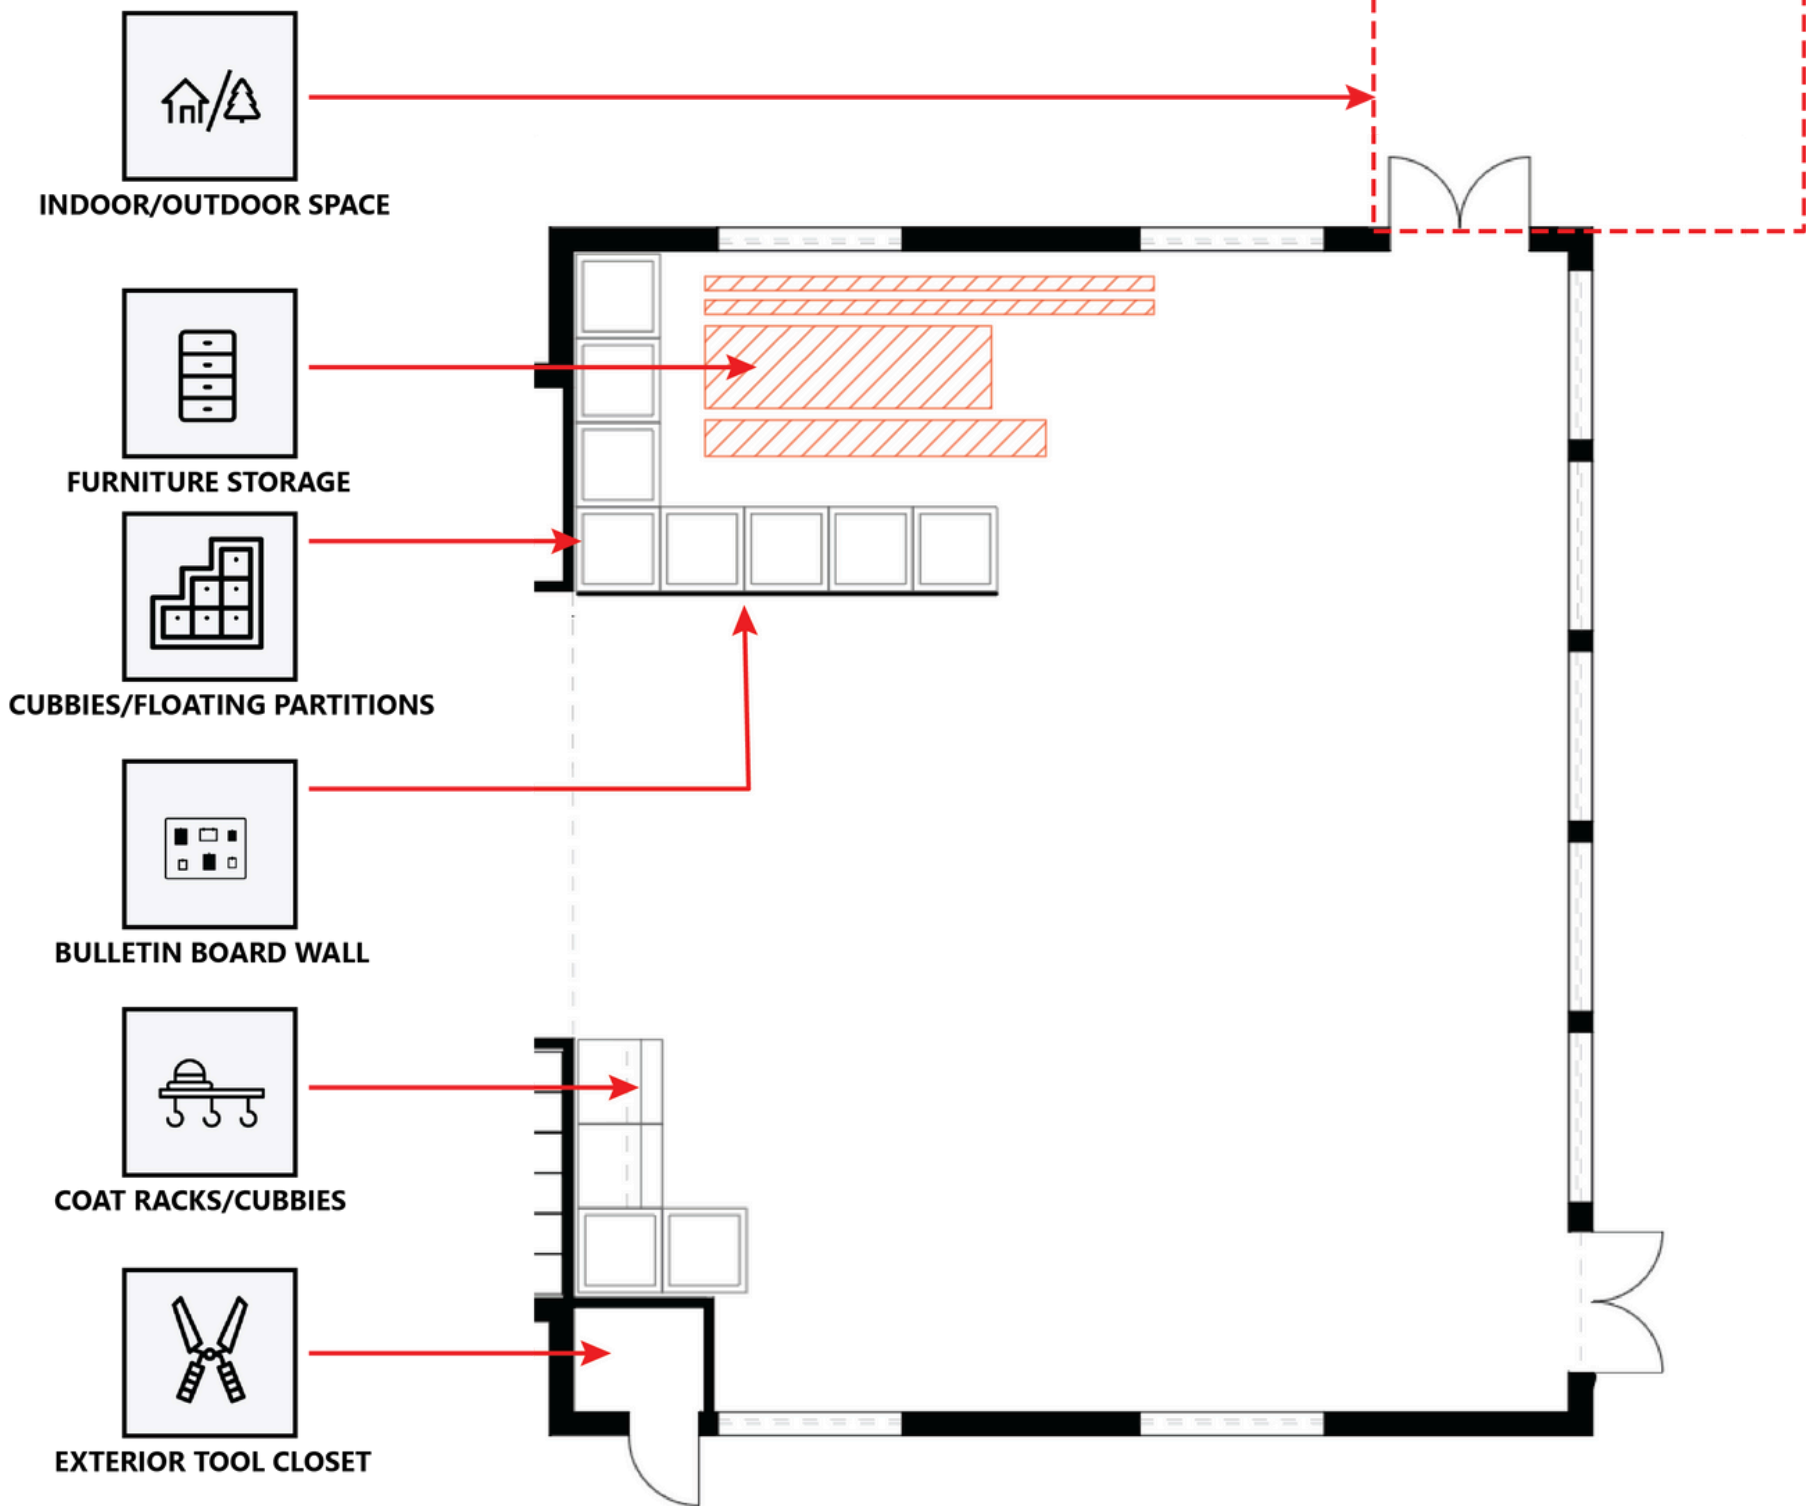 INDOOR/OUTDOOR SPACE
FURNITURE STORAGE
CUBBIES/FLOATING PARTITIONS
BULLETIN BOARD WALL
COAT RACKS/CUBBIES
EXTERIOR TOOL CLOSET